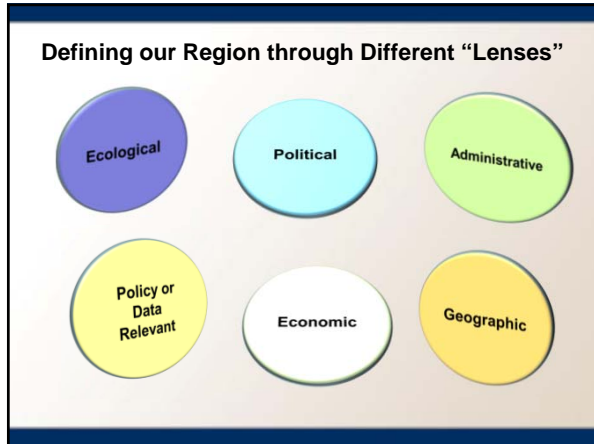 Defining our Region through Different “Lenses”
Ecological
Political
Administrative
Policy or
Data
Relevant
Economic
Geographic